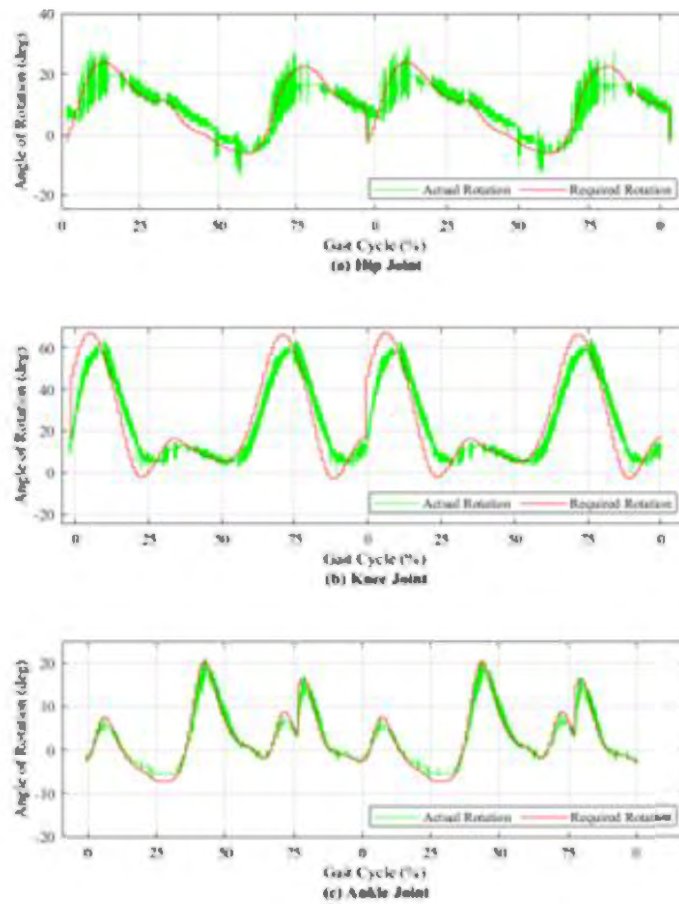 40
20
0
-20
Angle of Rotation (deg)
Actual Rotation Required Rotation
0 25 50 75 0 25 50 75 0
Gait Cycle (%)
(a) Hip Joint
60
40
20
0
-20
Angle of Rotation (deg)
Actual Rotation Required Rotation
0 25 50 75 0 25 50 75 0
Gait Cycle (%)
(b) Knee Joint
20
10
0
-10
-20
Angle of Rotation (deg)
Actual Rotation Required Rotation
0 25 50 75 0 25 50 75 0
Gait Cycle (%)
(c) Ankle Joint